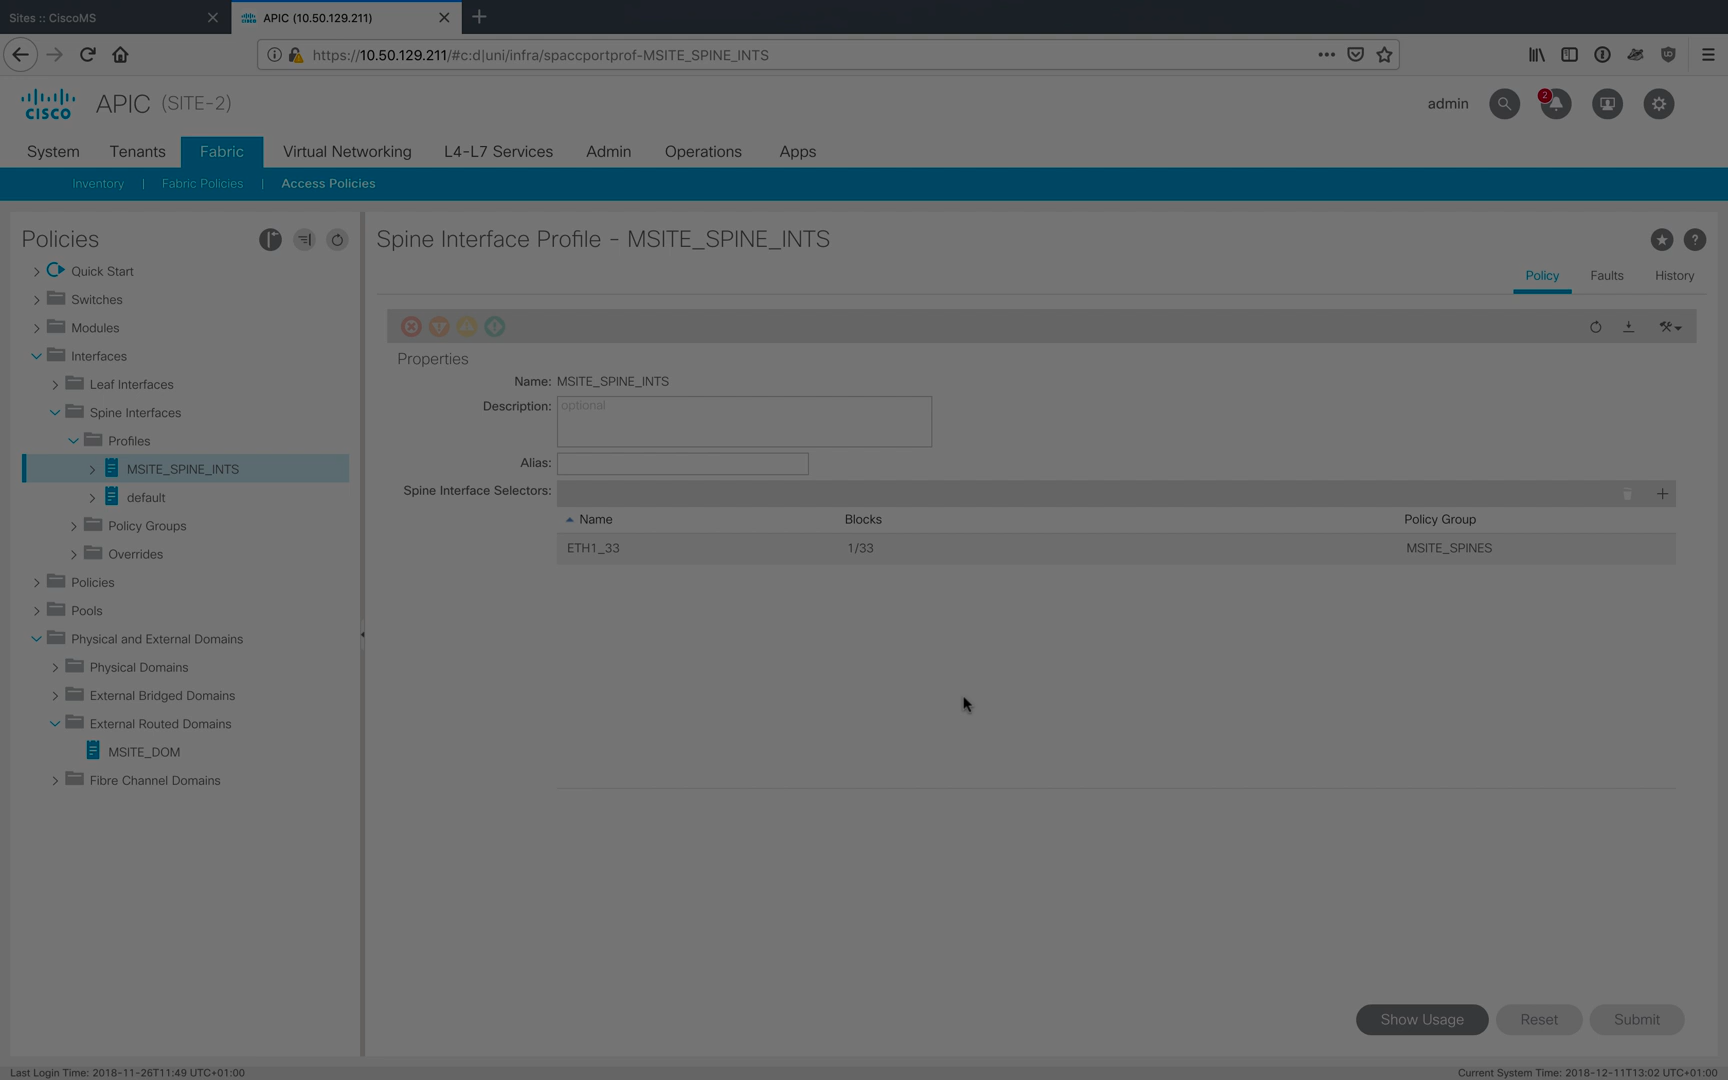 Sites :: CiscoMS
APIC (10.50.129.211)
https://10.50.129.211/#c:d|uni/infra/spaccportprof-MSITE_SPINE_INTS
cisco
APIC (SITE-2)
admin
2
System
Tenants
Fabric
Virtual Networking
L4-L7 Services
Admin
Operations
Apps
Inventory | Fabric Policies | Access Policies
Policies
Quick Start
Switches
Modules
Interfaces
Leaf Interfaces
Spine Interfaces
Profiles
MSITE_SPINE_INTS
default
Policy Groups
Overrides
Policies
Pools
Physical and External Domains
Physical Domains
External Bridged Domains
External Routed Domains
MSITE_DOM
Fibre Channel Domains
Spine Interface Profile - MSITE_SPINE_INTS
Policy
Faults
History
Properties
Name: MSITE_SPINE_INTS
Description: optional
Alias:
Spine Interface Selectors:
Name
Blocks
Policy Group
ETH1_33
1/33
MSITE_SPINES
Show Usage
Reset
Submit
Last Login Time: 2018-11-26T11:49 UTC+01:00
Current System Time: 2018-12-11T13:02 UTC+01:00